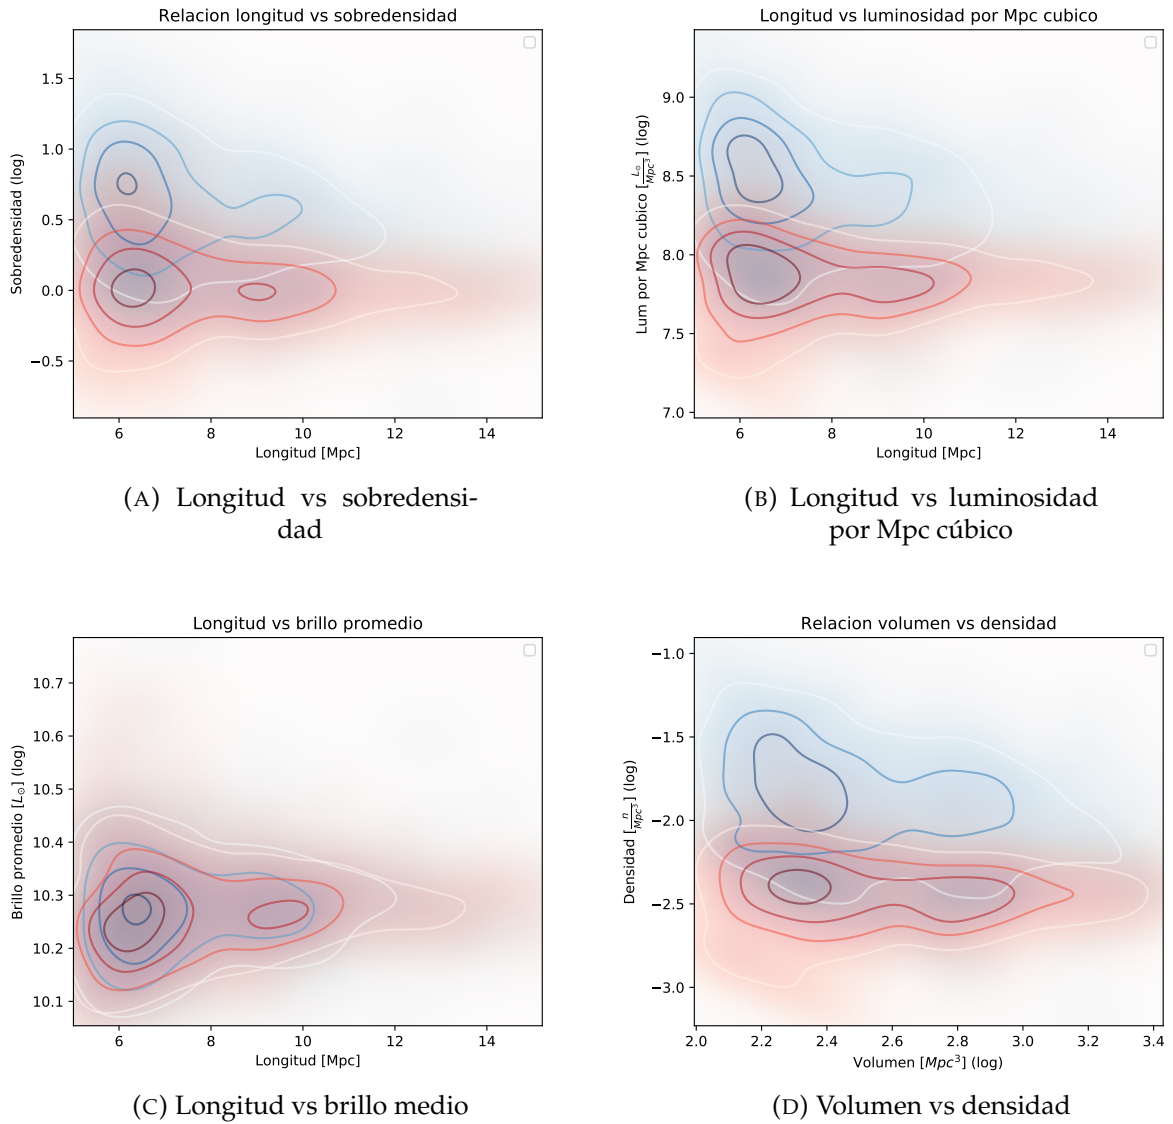 Relacion longitud vs sobredensidad
Sobredensidad (log)
1.5
1.0
0.5
0.0
−0.5
6 8 10 12 14
Longitud [Mpc]
(A) Longitud vs sobredensi-
dad
Longitud vs luminosidad por Mpc cubico
Lum por Mpc cubico [L⊙/Mpc³] (log)
9.0
8.5
8.0
7.5
7.0
6 8 10 12 14
Longitud [Mpc]
(B) Longitud vs luminosidad
por Mpc cúbico
Longitud vs brillo promedio
Brillo promedio [L⊙] (log)
10.7
10.6
10.5
10.4
10.3
10.2
10.1
6 8 10 12 14
Longitud [Mpc]
(C) Longitud vs brillo medio
Relacion volumen vs densidad
Densidad [n/Mpc³] (log)
−1.0
−1.5
−2.0
−2.5
−3.0
2.0 2.2 2.4 2.6 2.8 3.0 3.2 3.4
Volumen [Mpc³] (log)
(D) Volumen vs densidad